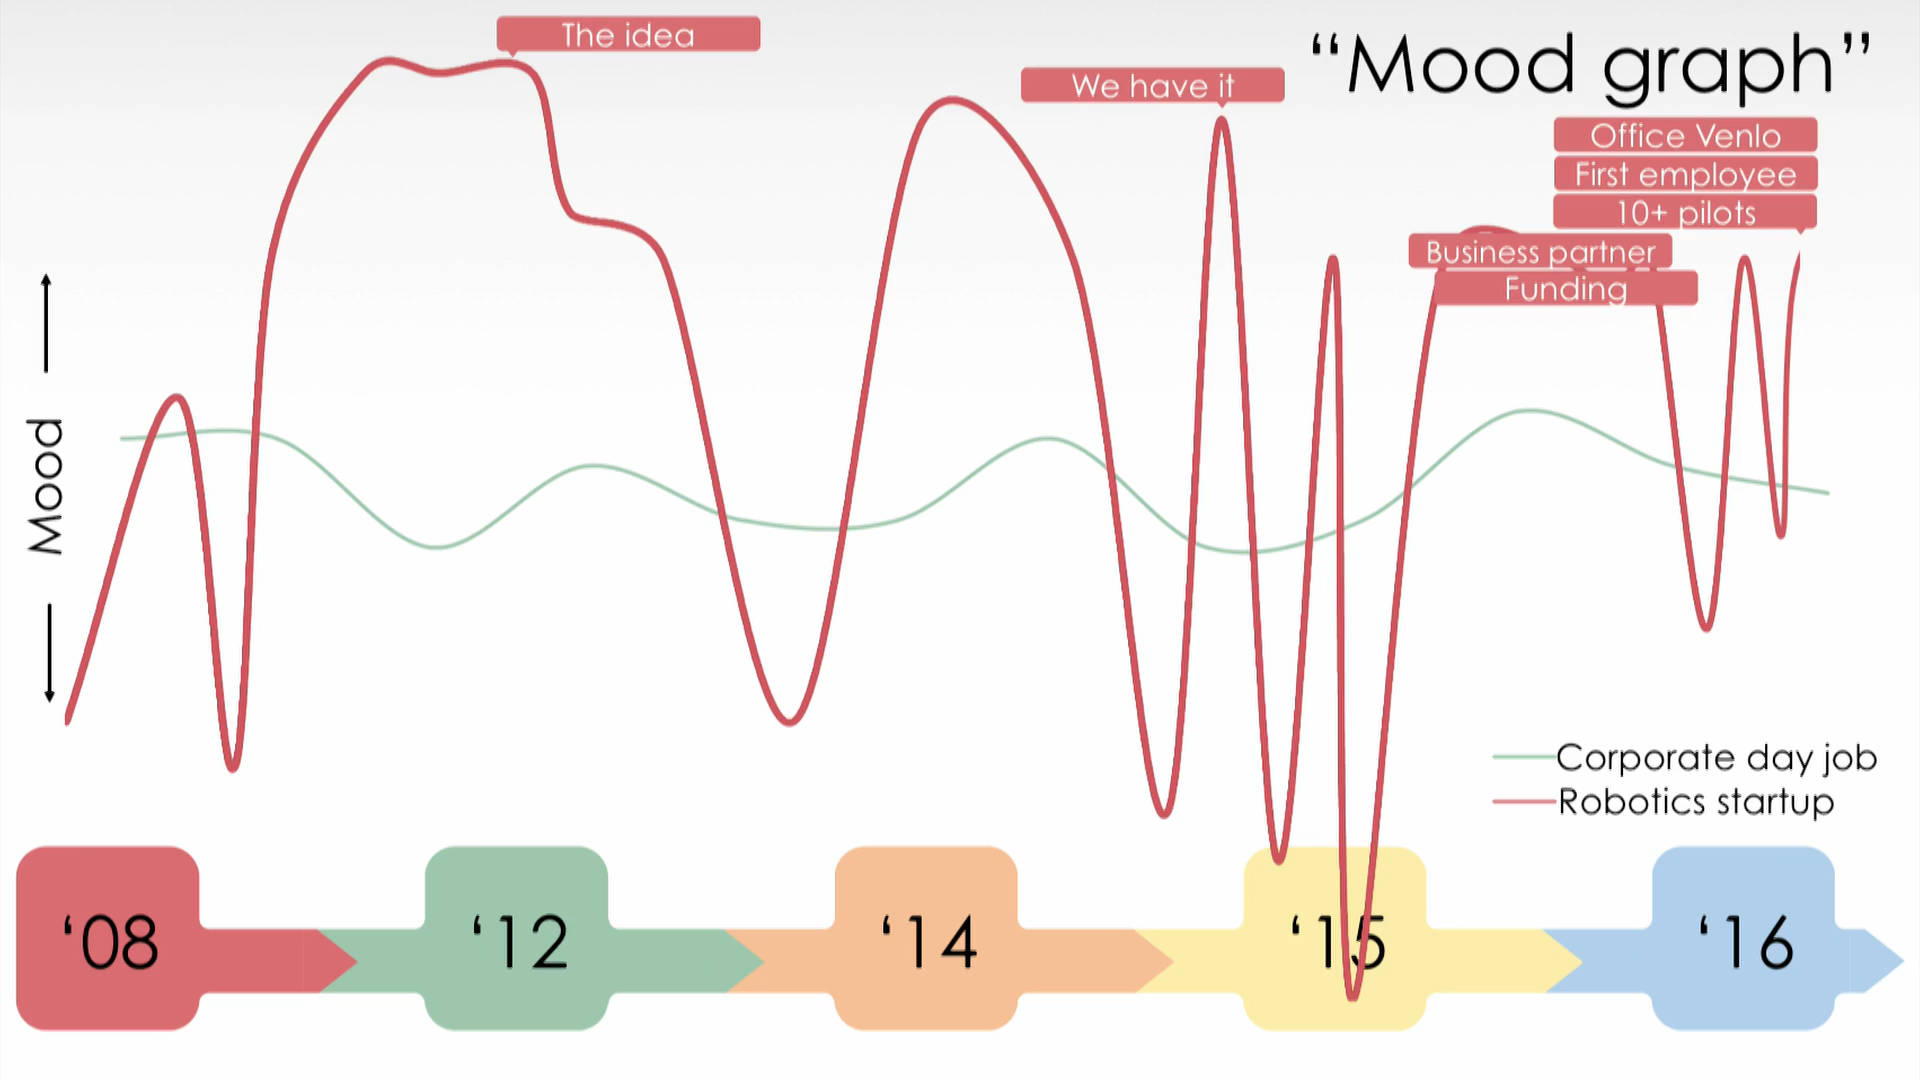 The idea
“Mood graph”
We have it
Office Venlo
First employee
10+ pilots
Business partner
Funding
Mood
Corporate day job
Robotics startup
‘08
‘12
‘14
‘15
‘16